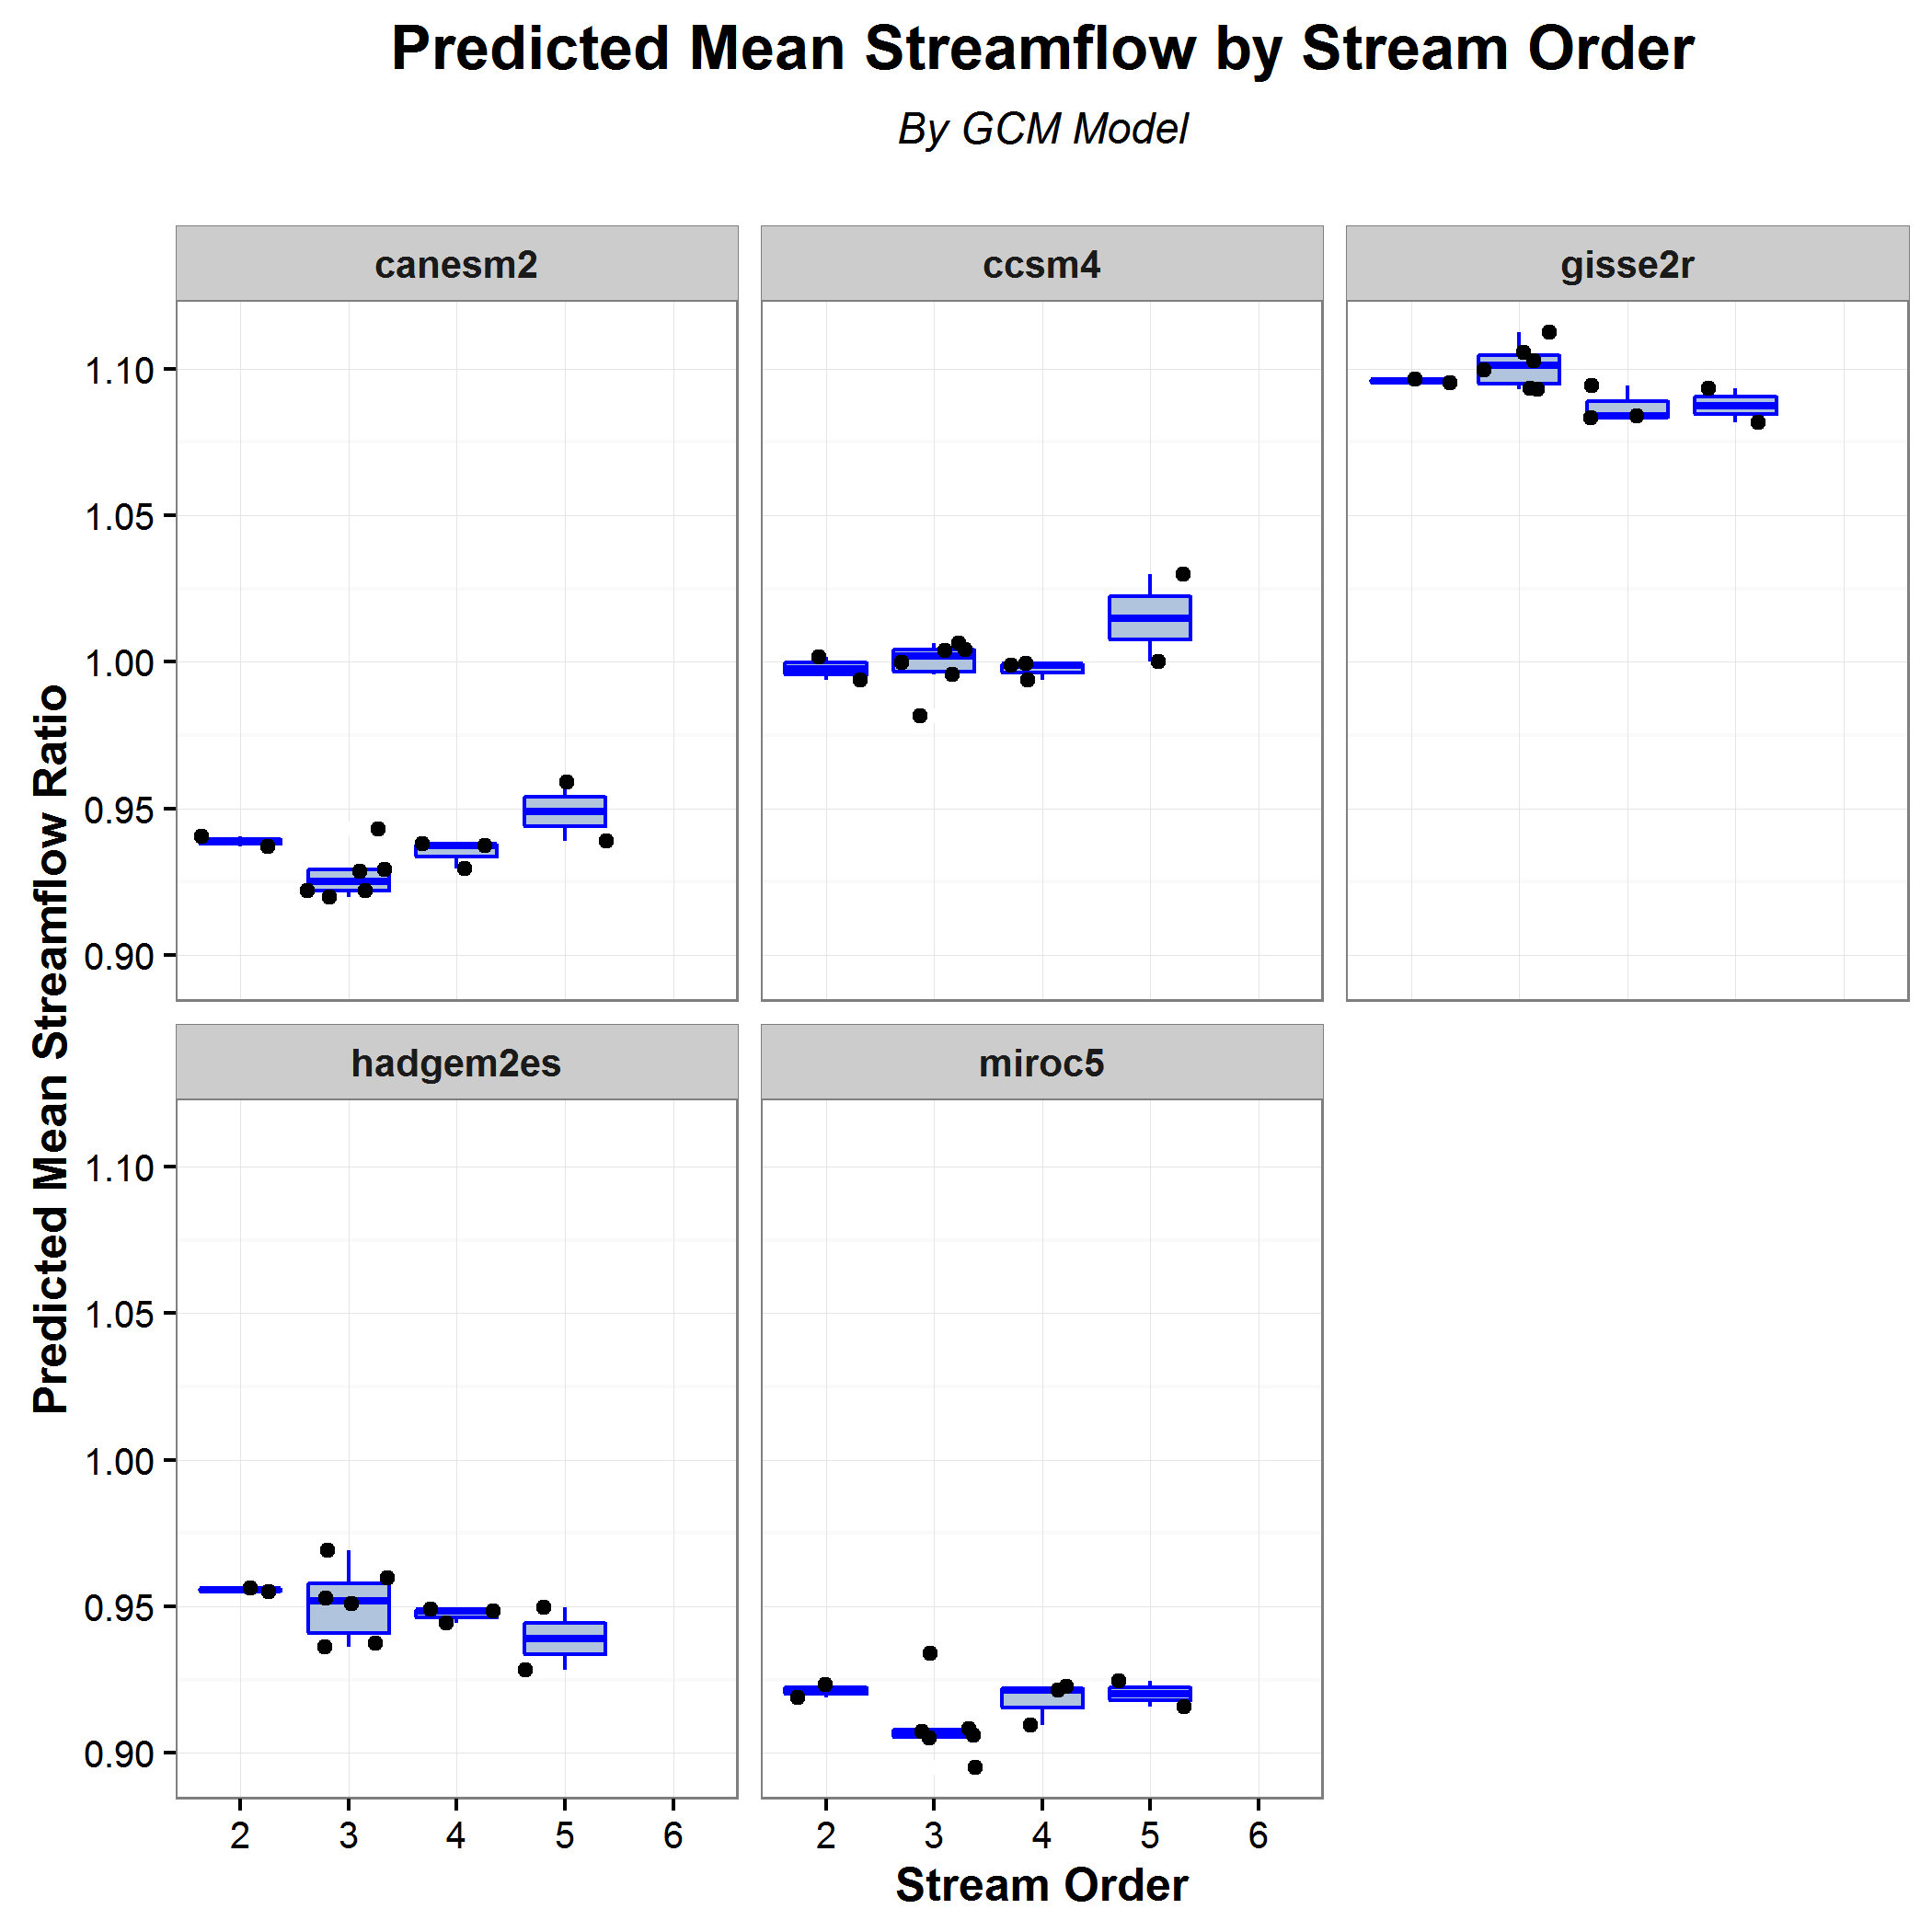 Predicted Mean Streamflow by Stream Order
By GCM Model
canesm2
ccsm4
gisse2r
1.10
1.05
1.00
0.95
0.90
Predicted Mean Streamflow Ratio
hadgem2es
miroc5
1.10
1.05
1.00
0.95
0.90
2 3 4 5 6
2 3 4 5 6
Stream Order